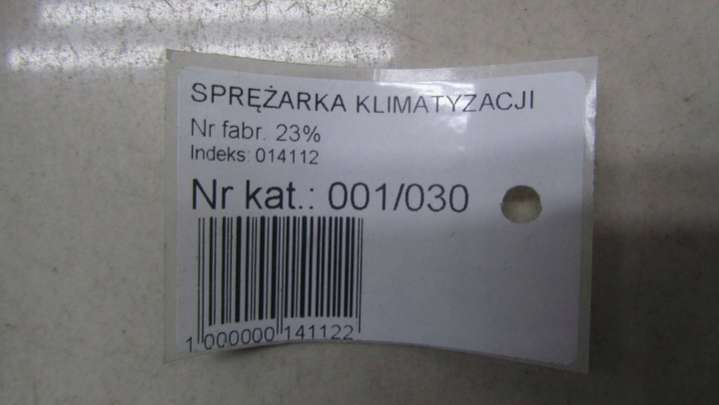 SPRĘŻARKA KLIMATYZACJI
Nr fabr. 23%
Indeks: 014112
Nr kat.: 001/030
1 000000 141122